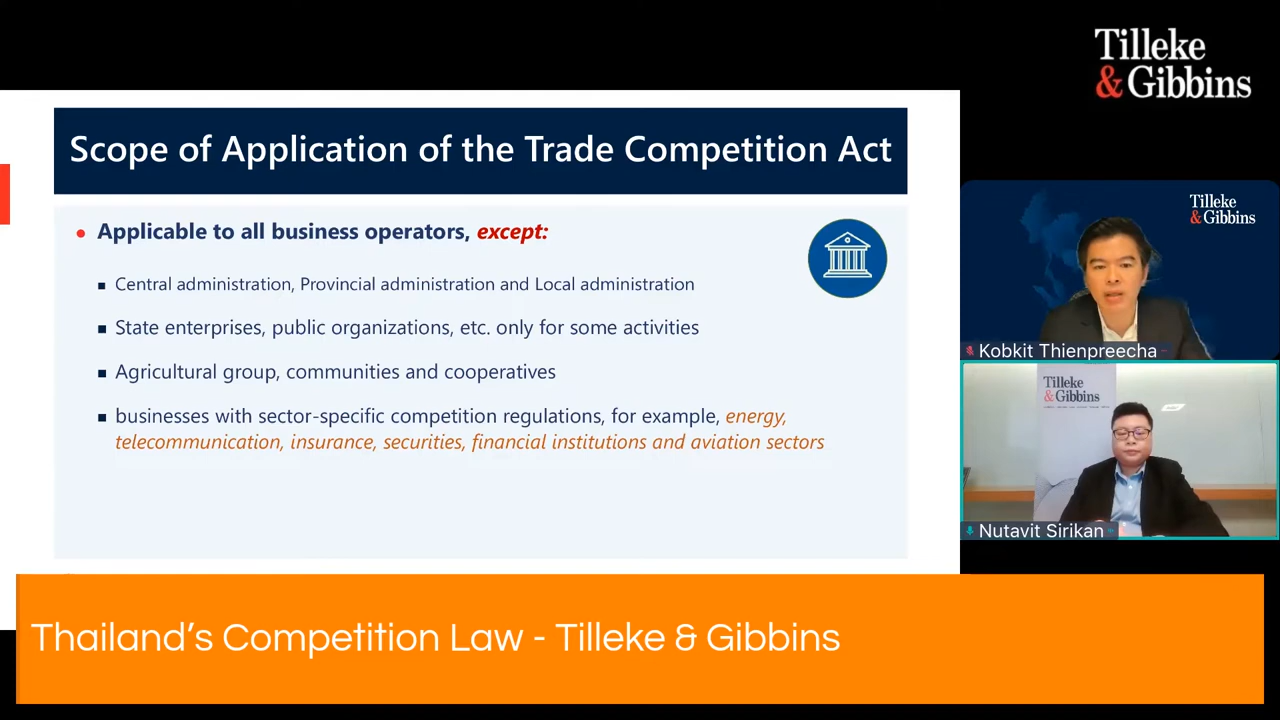 Tilleke
& Gibbins
Scope of Application of the Trade Competition Act
Applicable to all business operators, except:
Central administration, Provincial administration and Local administration
State enterprises, public organizations, etc. only for some activities
Agricultural group, communities and cooperatives
businesses with sector-specific competition regulations, for example, energy,
telecommunication, insurance, securities, financial institutions and aviation sectors
Tilleke
& Gibbins
Kobkit Thienpreecha
Tilleke
& Gibbins
Nutavit Sirikan
Thailand’s Competition Law - Tilleke & Gibbins